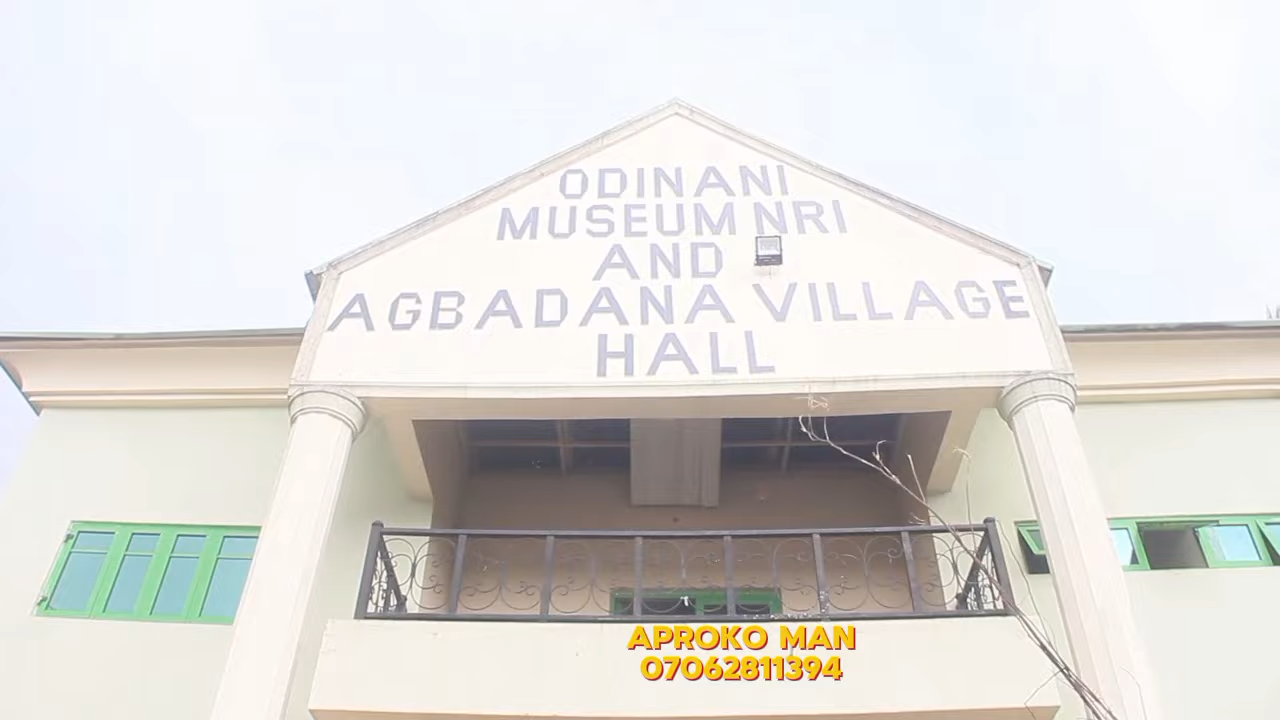 ODINANI
MUSEUM NRI
AND
AGBADANA VILLAGE
HALL
APROKO MAN
07062811394